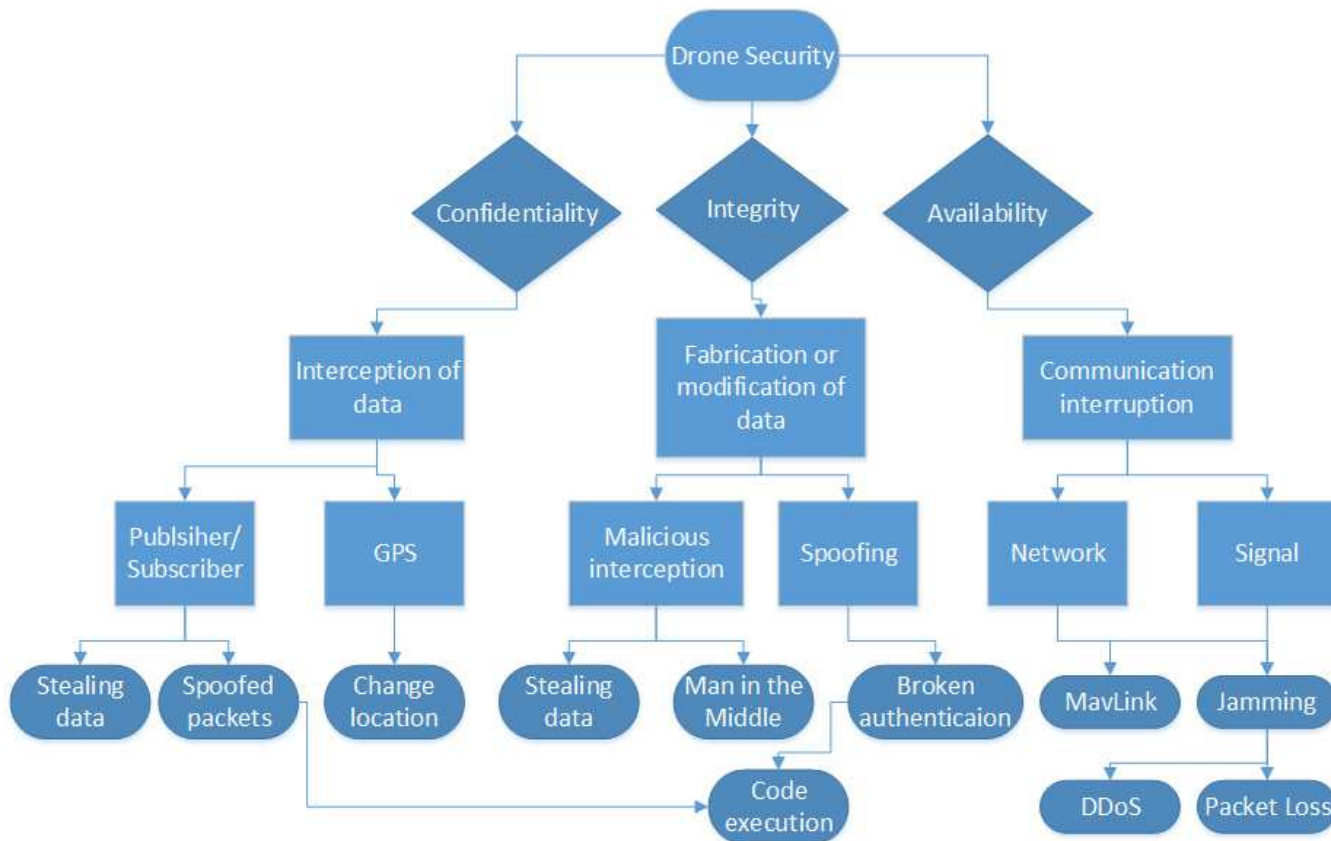 Drone Security
Confidentiality
Integrity
Availability
Interception of
data
Fabrication or
modification of
data
Communication
interruption
Publsiher/
Subscriber
GPS
Malicious
interception
Spoofing
Network
Signal
Stealing
data
Spoofed
packets
Change
location
Stealing
data
Man in the
Middle
Broken
authenticaion
MavLink
Jamming
Code
execution
DDoS
Packet Loss